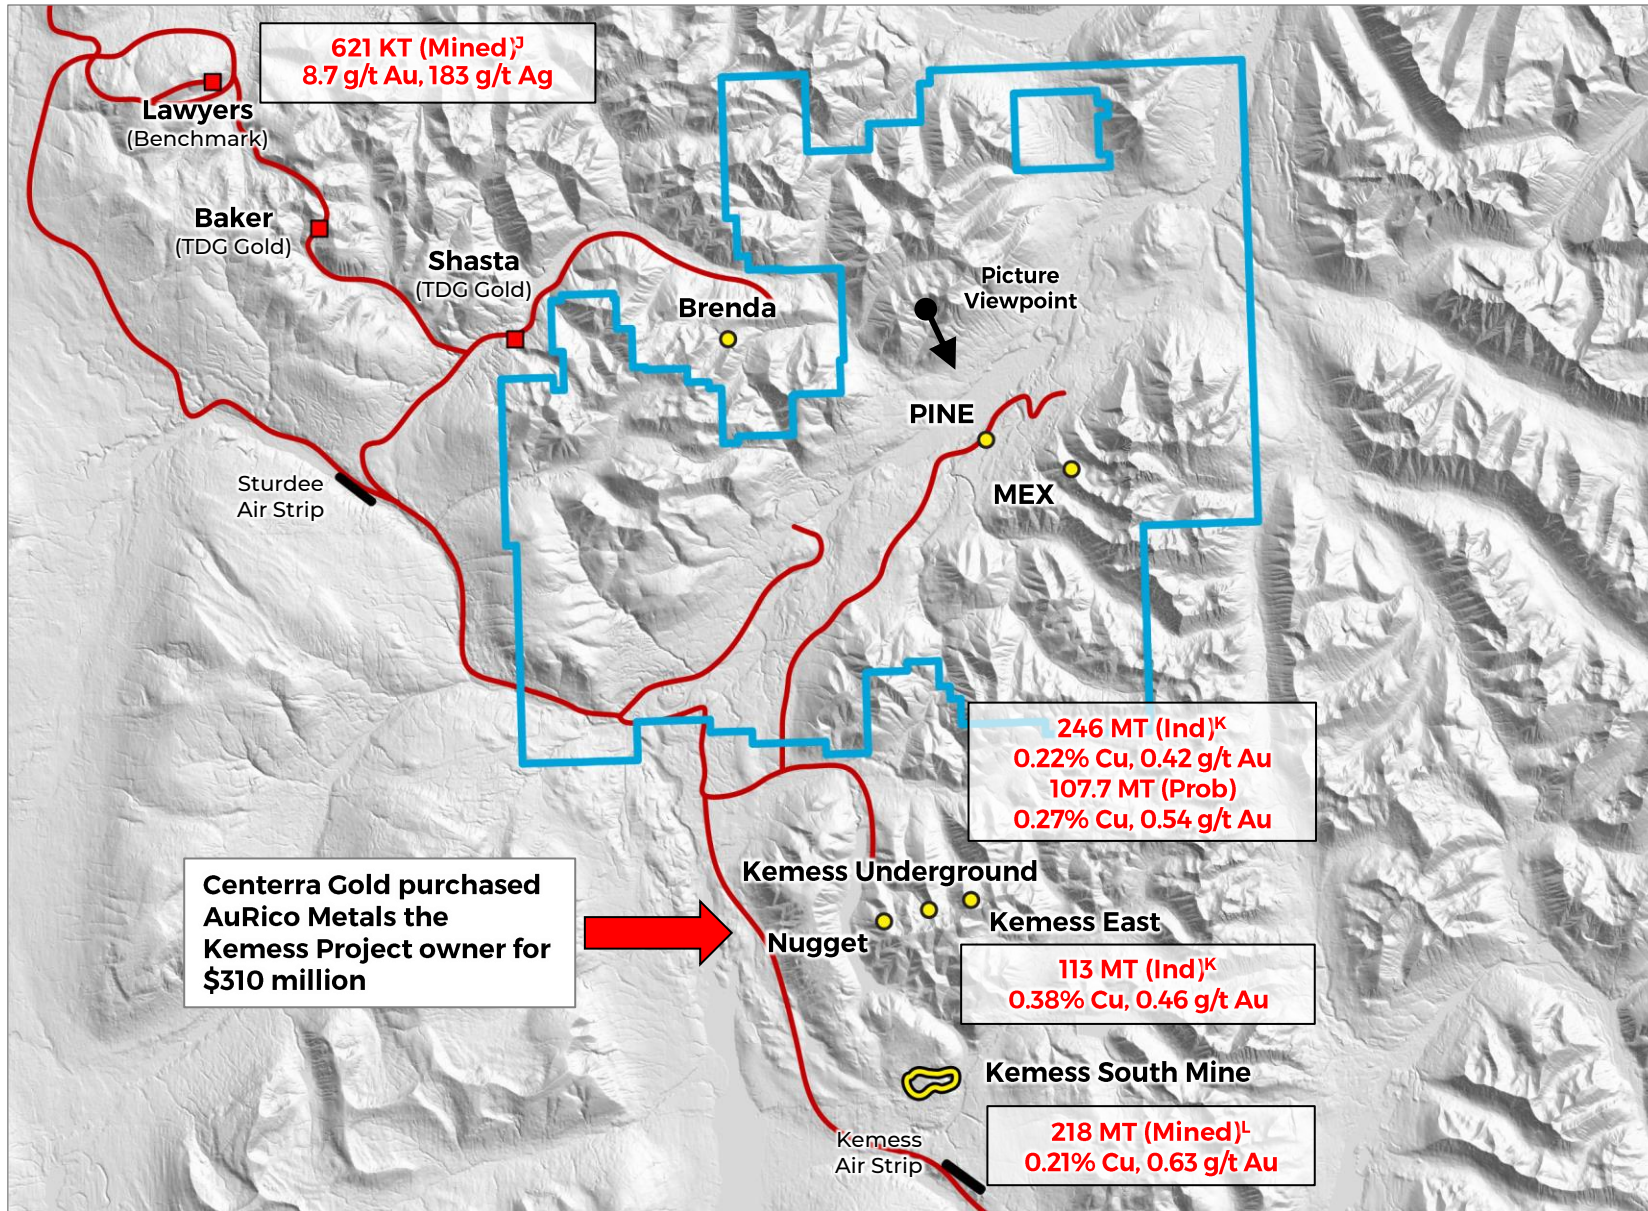 621 KT (Mined)J
8.7 g/t Au, 183 g/t Ag
Lawyers
(Benchmark)
Baker
(TDG Gold)
Shasta
(TDG Gold)
Brenda
Picture
Viewpoint
PINE
MEX
Sturdee
Air Strip
246 MT (Ind)K
0.22% Cu, 0.42 g/t Au
107.7 MT (Prob)
0.27% Cu, 0.54 g/t Au
Centerra Gold purchased
AuRico Metals the
Kemess Project owner for
$310 million
Kemess Underground
Kemess East
Nugget
113 MT (Ind)K
0.38% Cu, 0.46 g/t Au
Kemess South Mine
218 MT (Mined)L
0.21% Cu, 0.63 g/t Au
Kemess
Air Strip